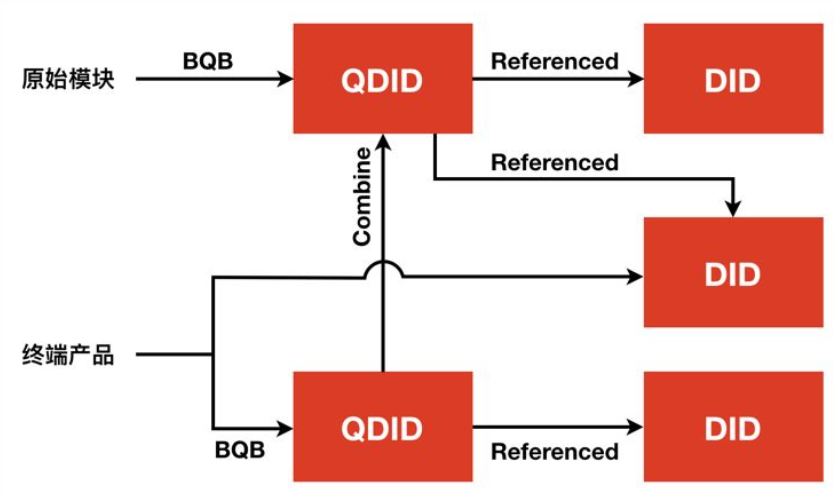 原始模块
BQB
QDID
Referenced
DID
Combine
Referenced
DID
终端产品
BQB
QDID
Referenced
DID